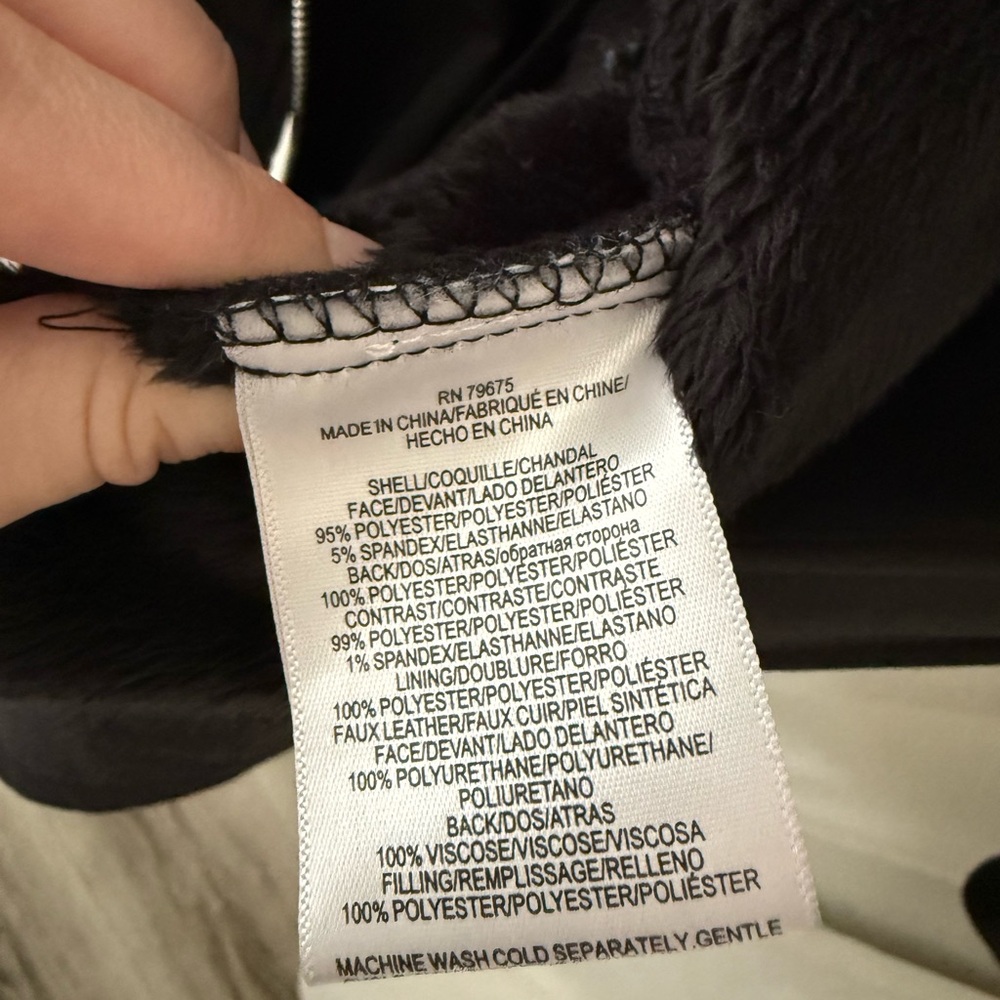 RN 79675
MADE IN CHINA/FABRIQUÉ EN CHINE/
HECHO EN CHINA
SHELL/COQUILLE/CHANDAL
FACE/DEVANT/LADO DELANTERO
95% POLYESTER/POLYESTER/POLIÉSTER
5% SPANDEX/ELASTHANNE/ELASTANO
BACK/DOS/ATRAS/обратная сторона
100% POLYESTER/POLYESTER/POLIÉSTER
CONTRAST/CONTRASTE/CONTRASTE
99% POLYESTER/POLYESTER/POLIÉSTER
1% SPANDEX/ELASTHANNE/ELASTANO
LINING/DOUBLURE/FORRO
100% POLYESTER/POLYESTER/POLIÉSTER
FAUX LEATHER/FAUX CUIR/PIEL SINTÉTICA
FACE/DEVANT/LADO DELANTERO
100% POLYURETHANE/POLYURETHANE/
POLIURETANO
BACK/DOS/ATRAS
100% VISCOSE/VISCOSE/VISCOSA
FILLING/REMPLISSAGE/RELLENO
100% POLYESTER/POLYESTER/POLIÉSTER
MACHINE WASH COLD SEPARATELY.GENTLE